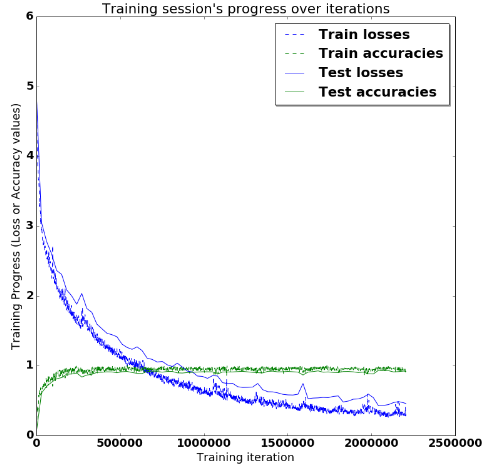 Training session's progress over iterations
Train losses
Train accuracies
Test losses
Test accuracies
Training Progress (Loss or Accuracy values)
6
5
4
3
2
1
0
0
500000
1000000
1500000
2000000
2500000
Training iteration